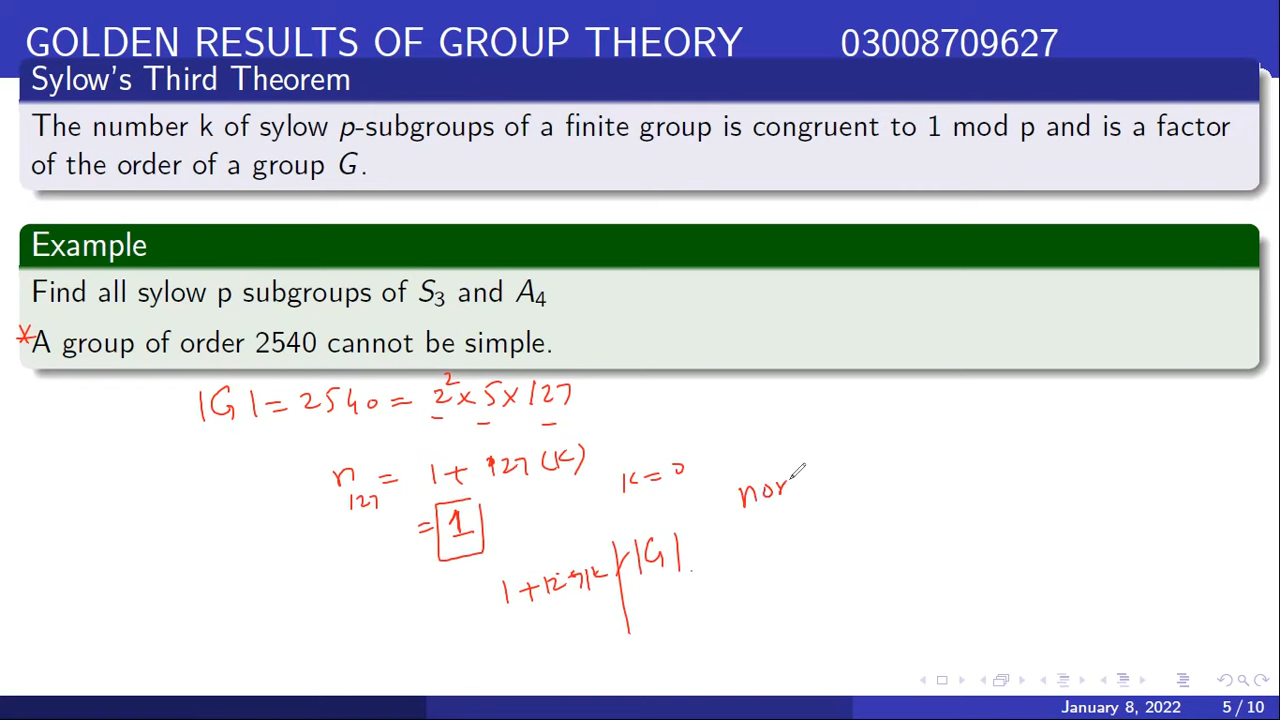 GOLDEN RESULTS OF GROUP THEORY 03008709627
Sylow's Third Theorem
The number k of sylow p-subgroups of a finite group is congruent to 1 mod p and is a factor
of the order of a group G.
Example
Find all sylow p subgroups of S₃ and A₄
*A group of order 2540 cannot be simple.
|G| = 2540 = 2² × 5 × 127
n₁₂₇ = 1 + 127 (K) K = 0 nor
= 1
1 + 127k | |G|.
January 8, 2022 5 / 10